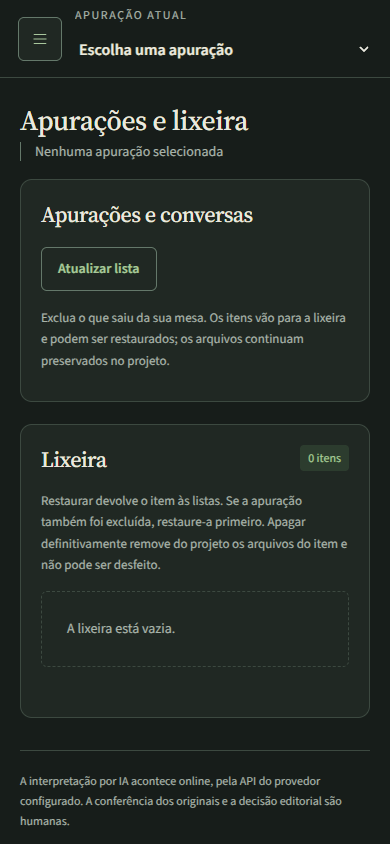 APURAÇÃO ATUAL
Escolha uma apuração
Apurações e lixeira
Nenhuma apuração selecionada
Apurações e conversas
Atualizar lista
Exclua o que saiu da sua mesa. Os itens vão para a lixeira
e podem ser restaurados; os arquivos continuam
preservados no projeto.
Lixeira
0 itens
Restaurar devolve o item às listas. Se a apuração
também foi excluída, restaure-a primeiro. Apagar
definitivamente remove do projeto os arquivos do item e
não pode ser desfeito.
A lixeira está vazia.
A interpretação por IA acontece online, pela API do provedor
configurado. A conferência dos originais e a decisão editorial são
humanas.